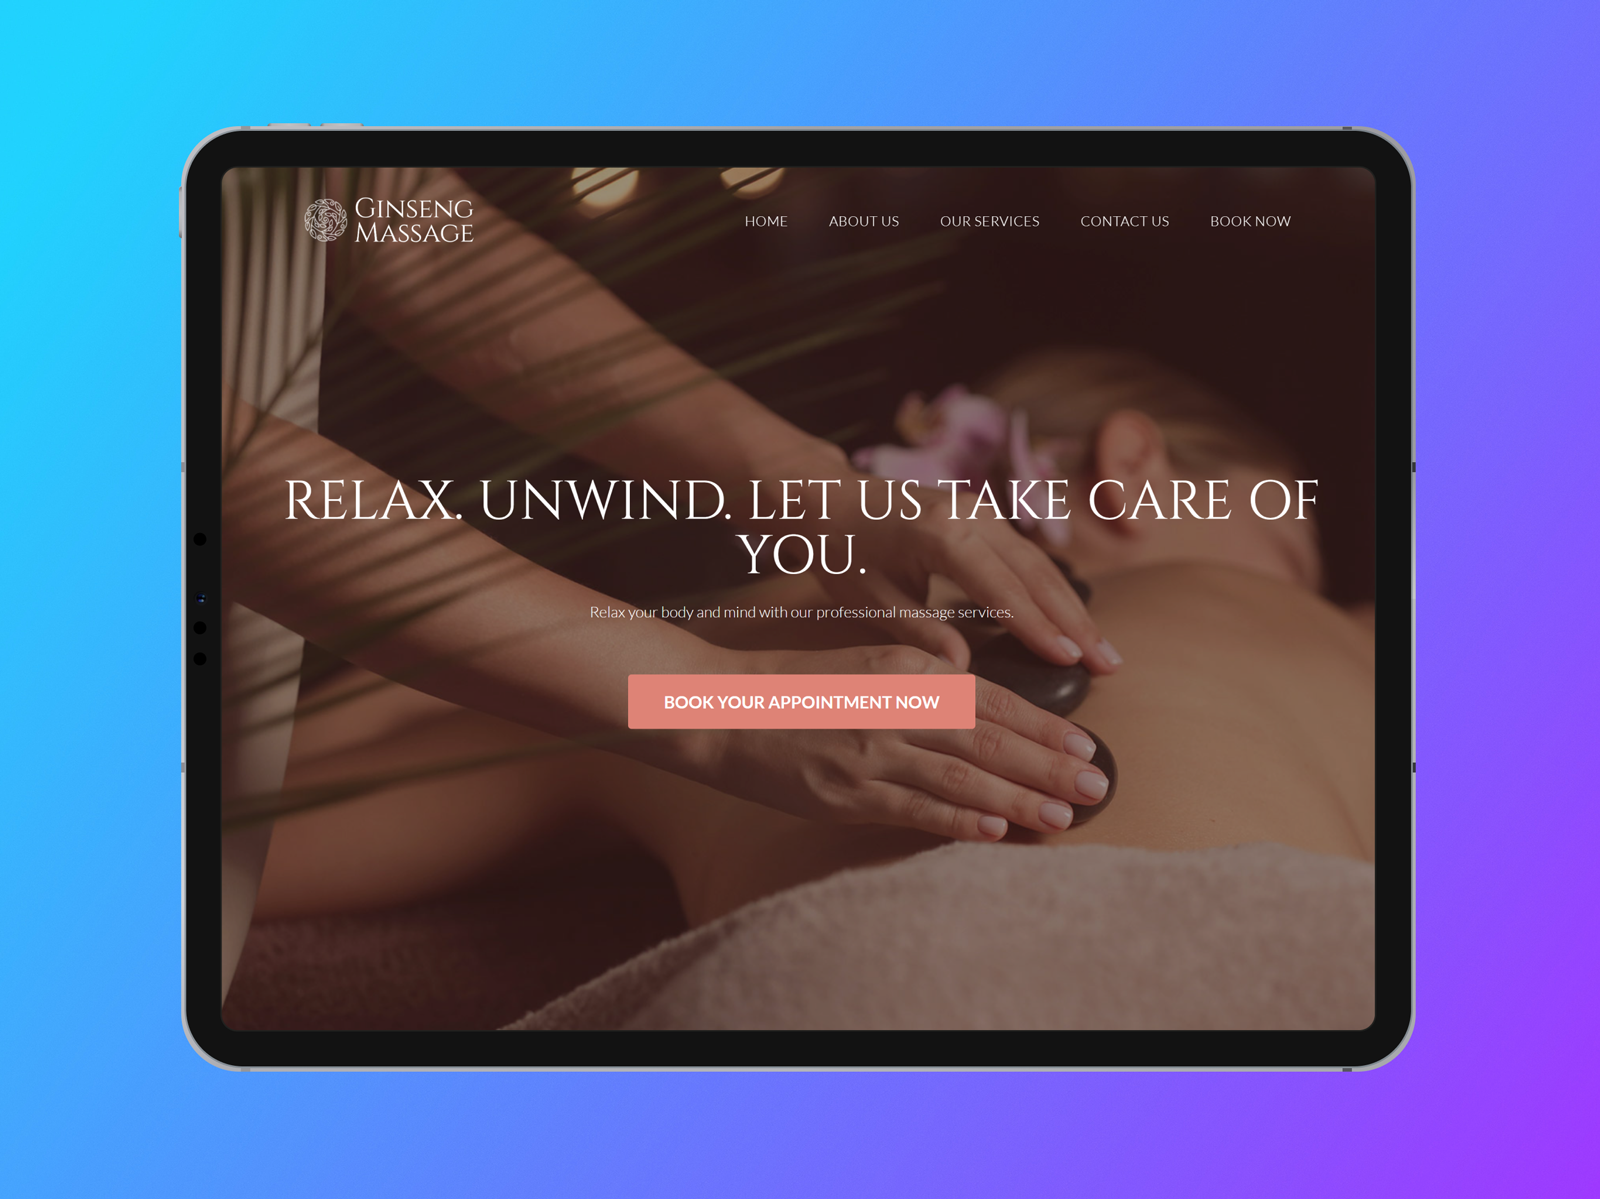 Ginseng
Massage
HOME ABOUT US OUR SERVICES CONTACT US BOOK NOW
RELAX. UNWIND. LET US TAKE CARE OF
YOU.
Relax your body and mind with our professional massage services.
BOOK YOUR APPOINTMENT NOW